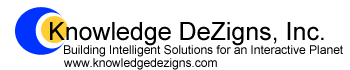 Knowledge DeZigns, Inc.
Building Intelligent Solutions for an Interactive Planet
www.knowledgedezigns.com